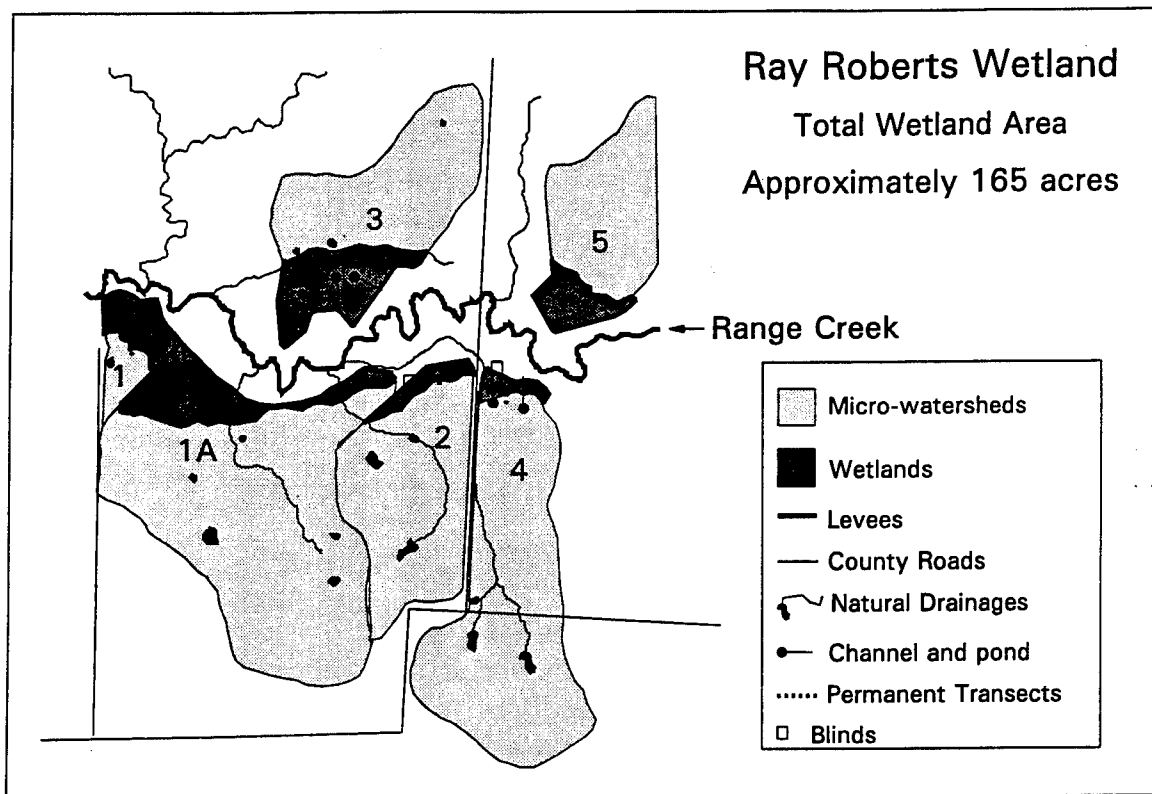 Ray Roberts Wetland
Total Wetland Area
Approximately 165 acres
3
5
Range Creek
1
1A
2
4
Micro-watersheds
Wetlands
Levees
County Roads
Natural Drainages
Channel and pond
Permanent Transects
Blinds